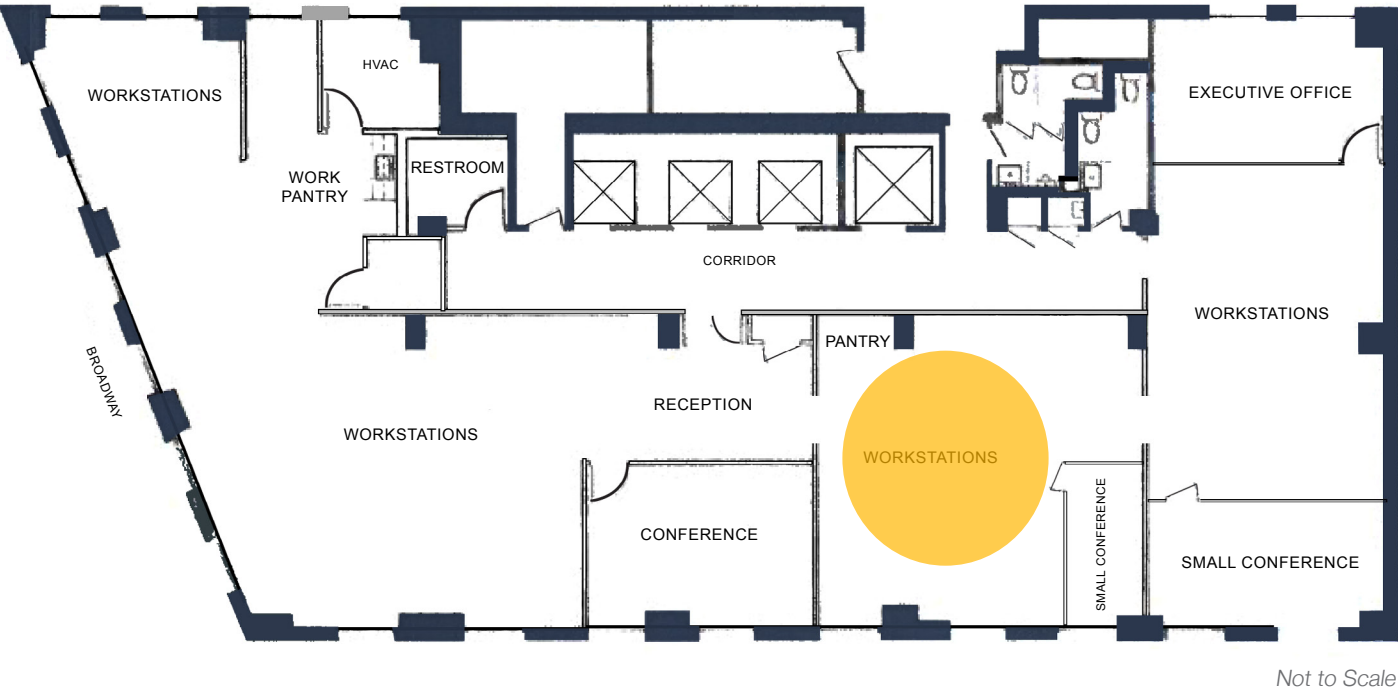 HVAC
WORKSTATIONS
EXECUTIVE OFFICE
RESTROOM
WORK
PANTRY
CORRIDOR
WORKSTATIONS
PANTRY
BROADWAY
RECEPTION
WORKSTATIONS
WORKSTATIONS
CONFERENCE
SMALL CONFERENCE
SMALL CONFERENCE
Not to Scale